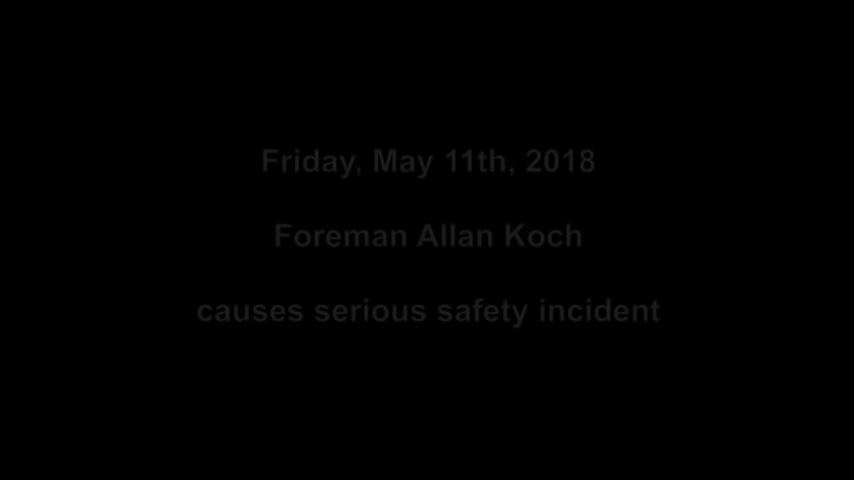 Friday, May 11th, 2018
Foreman Allan Koch
causes serious safety incident